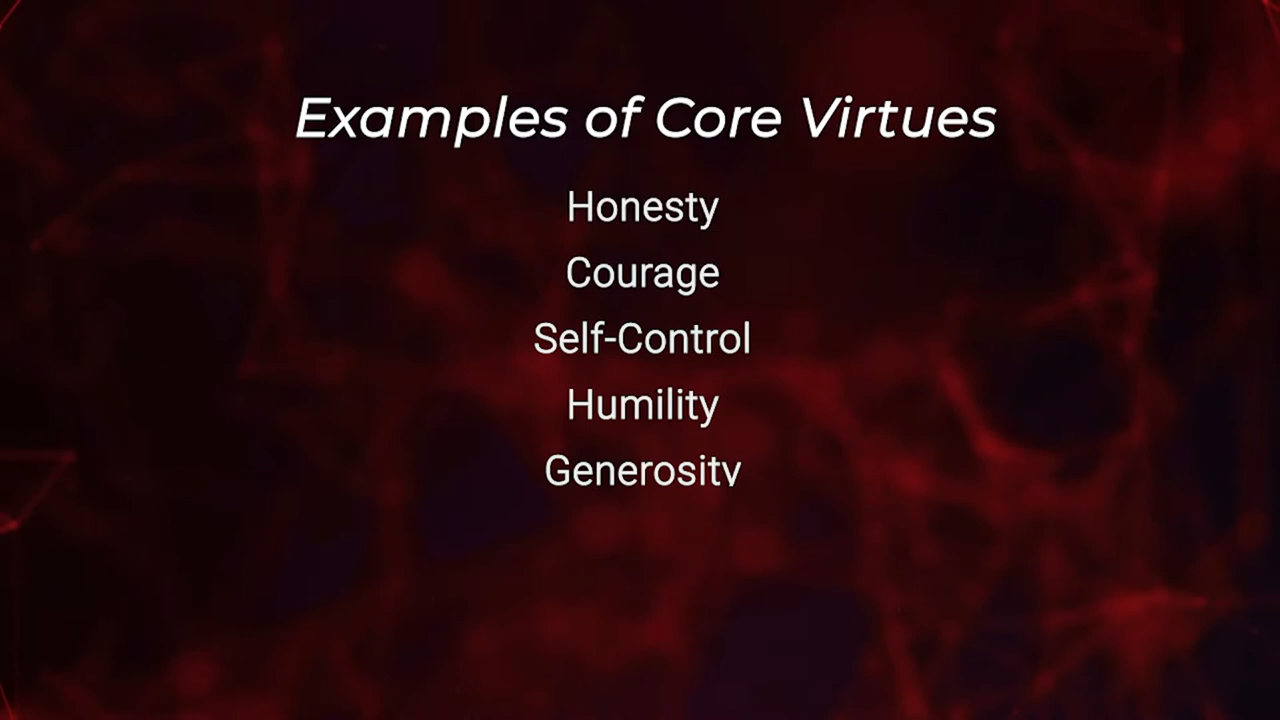 Examples of Core Virtues
Honesty
Courage
Self-Control
Humility
Generosity